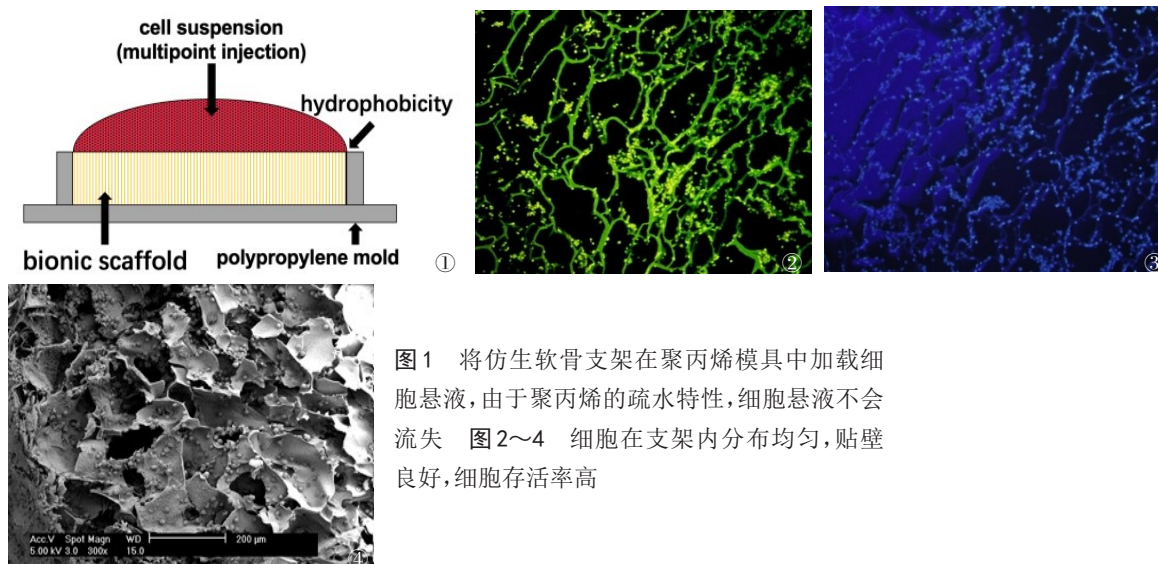 cell suspension
(multipoint injection)
hydrophobicity
bionic scaffold
polypropylene mold
①
②
③
Acc.V Spot Magn WD 200 μm
5.00 kV 3.0 300x 15.0
④
图1 将仿生软骨支架在聚丙烯模具中加载细
胞悬液,由于聚丙烯的疏水特性,细胞悬液不会
流失 图2～4 细胞在支架内分布均匀,贴壁
良好,细胞存活率高